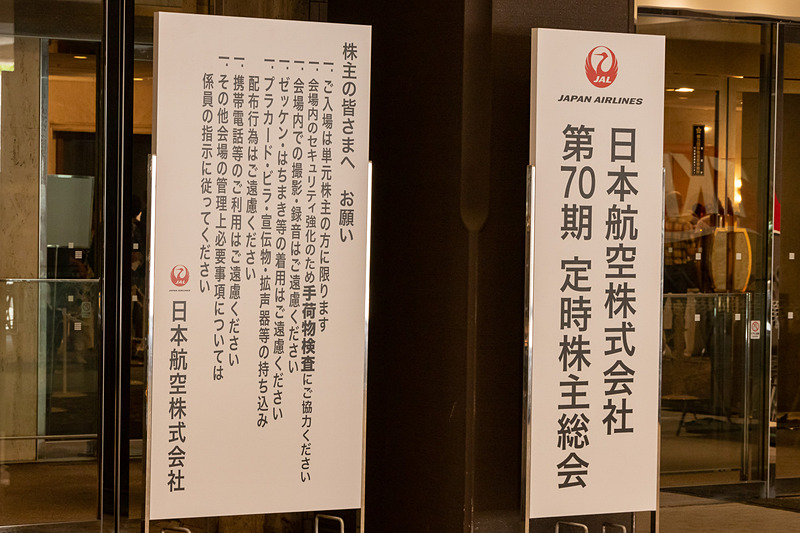 株主の皆さまへ　お願い
一. ご入場は単元株主の方に限ります
一. 会場内のセキュリティ強化のため手荷物検査にご協力ください
一. 会場内での撮影・録音はご遠慮ください
一. ゼッケン・はちまき等の着用はご遠慮ください
一. プラカード・ビラ・宣伝物・拡声器等の持ち込み
配布行為はご遠慮ください
一. 携帯電話等のご利用はご遠慮ください
一. その他会場の管理上必要事項については
係員の指示に従ってください
JAL
JAPAN AIRLINES
日本航空株式会社
JAL
JAPAN AIRLINES
日本航空株式会社
第70期 定時株主総会